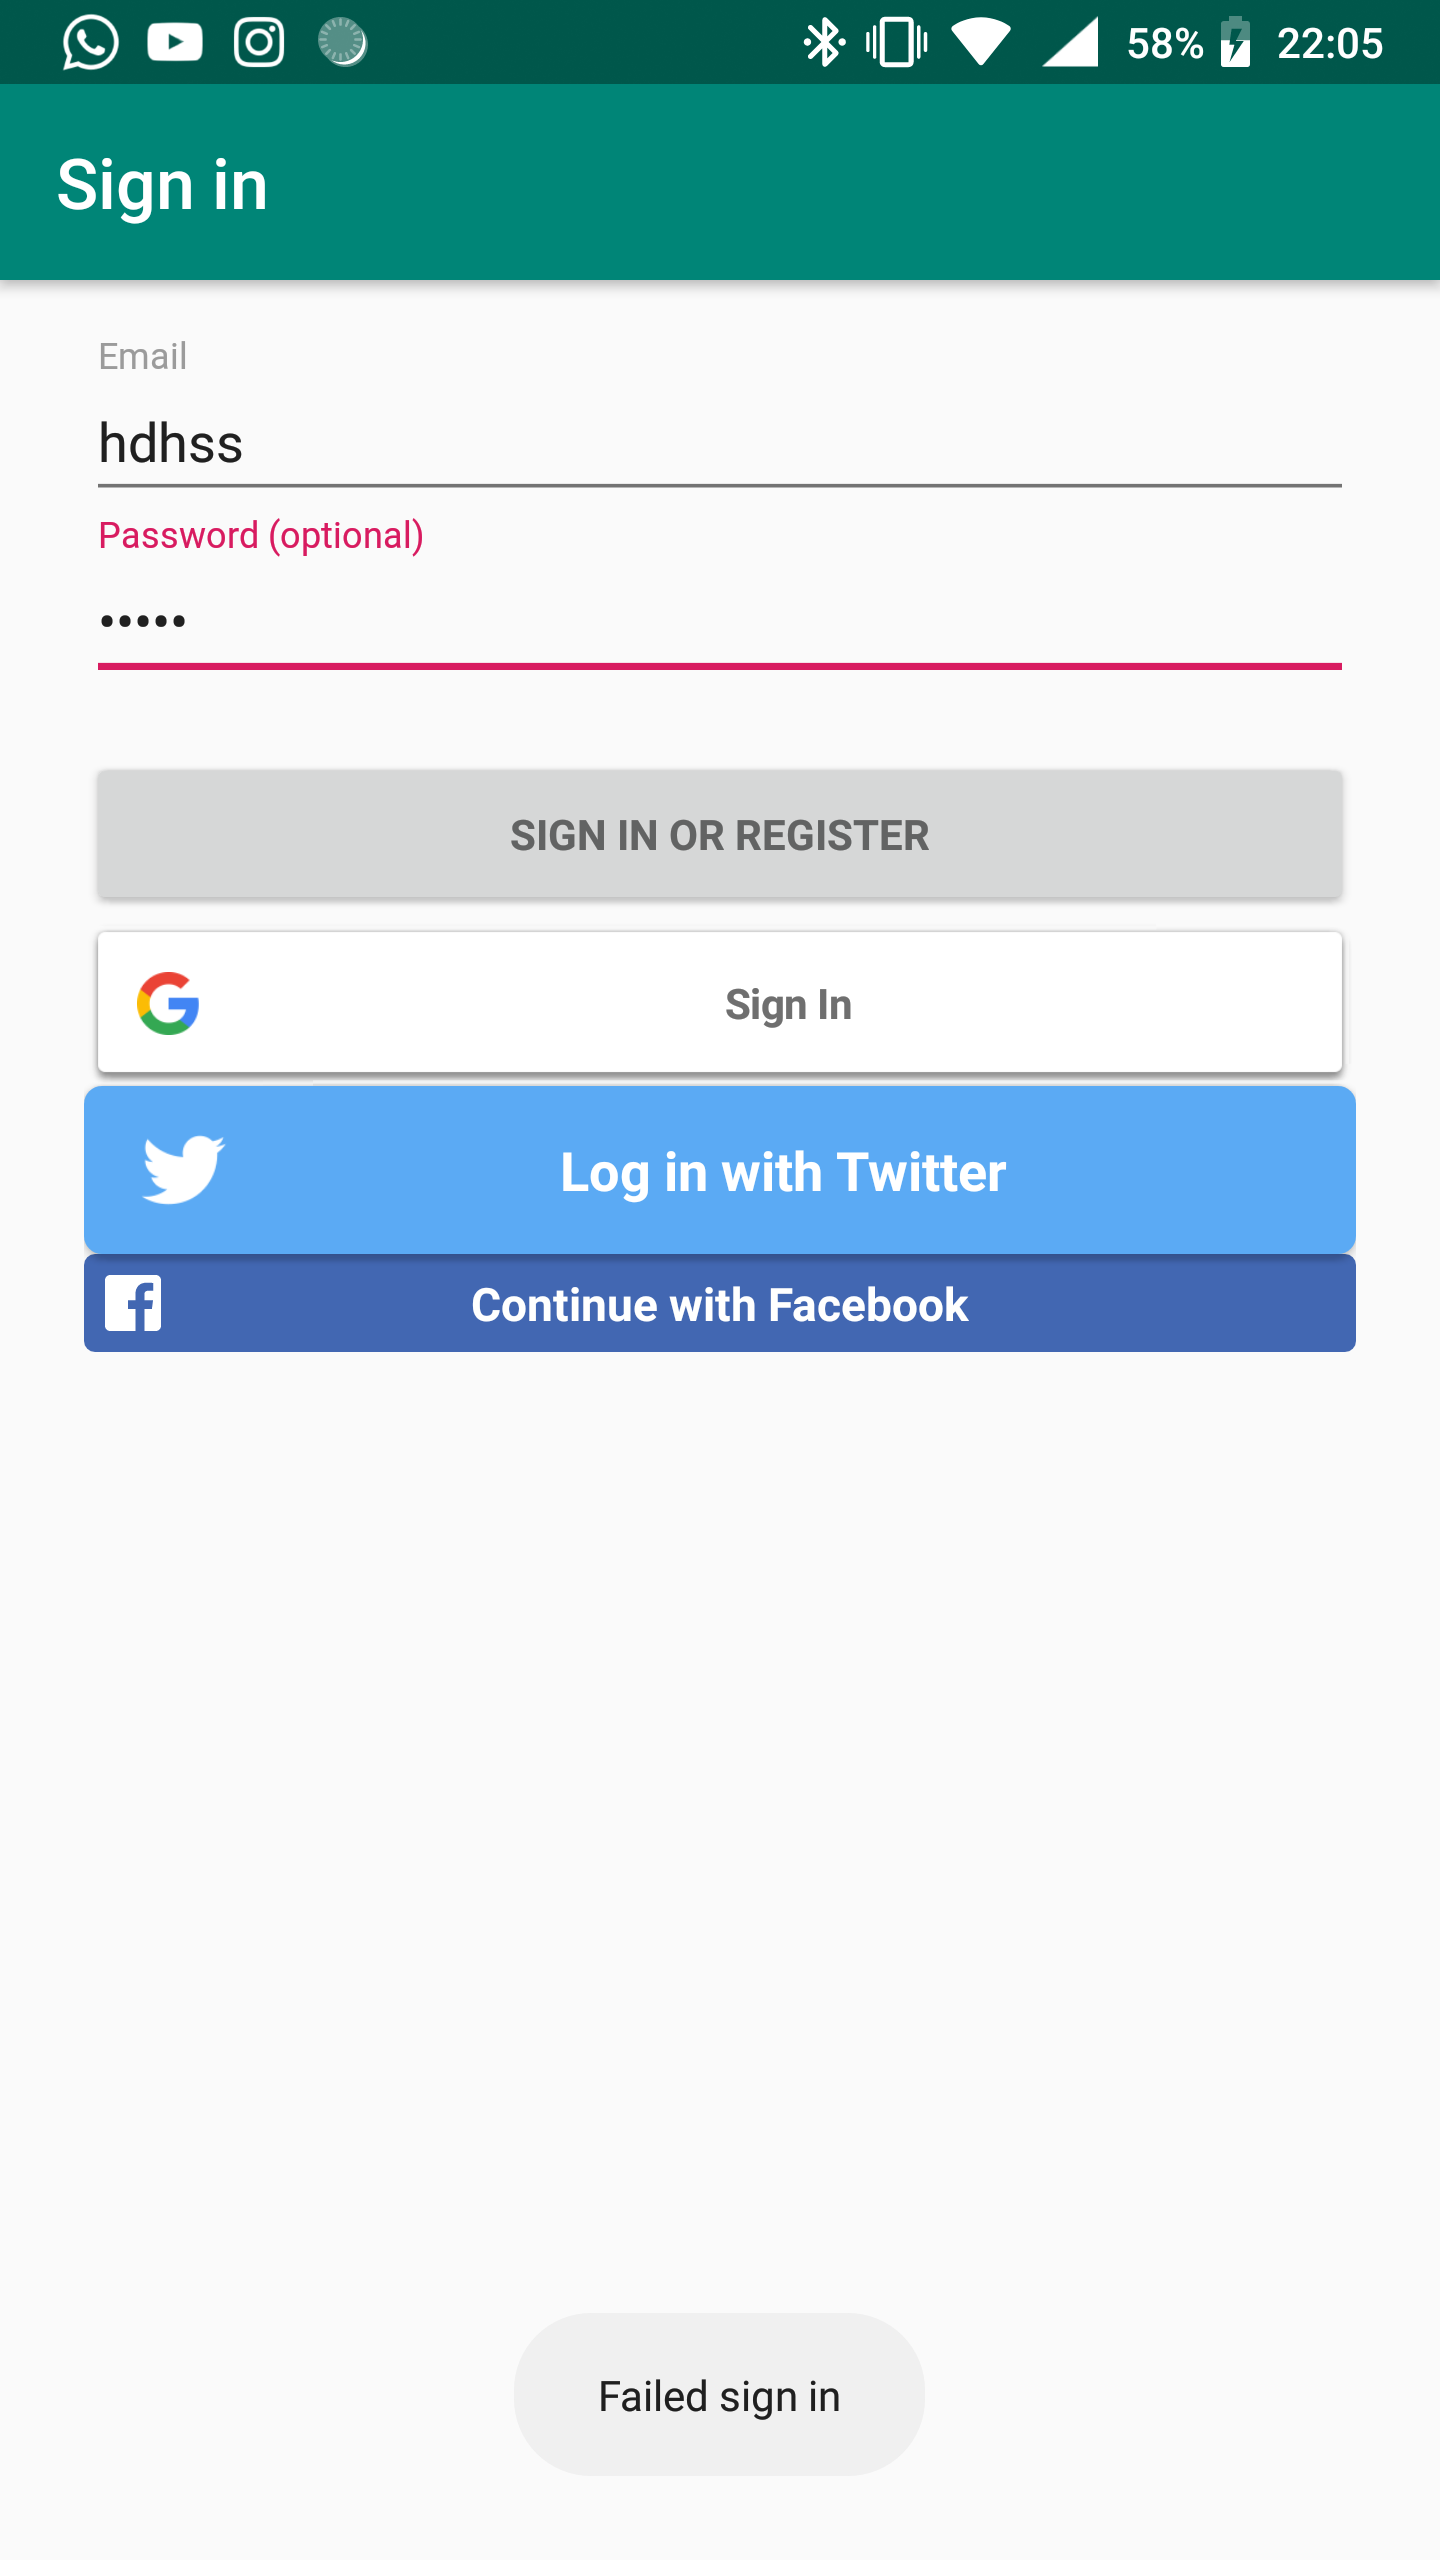 58% 22:05
Sign in
Email
hdhss
Password (optional)
•••••
SIGN IN OR REGISTER
Sign In
Log in with Twitter
Continue with Facebook
Failed sign in